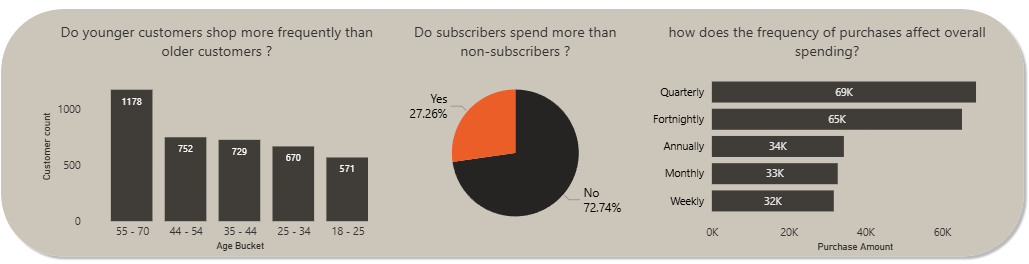 Do younger customers shop more frequently than
older customers ?
Customer count
1000
500
0
1178
752
729
670
571
55 - 70
44 - 54
35 - 44
25 - 34
18 - 25
Age Bucket
Do subscribers spend more than
non-subscribers ?
Yes
27.26%
No
72.74%
how does the frequency of purchases affect overall
spending?
Quarterly
69K
Fortnightly
65K
Annually
34K
Monthly
33K
Weekly
32K
0K
20K
40K
60K
Purchase Amount